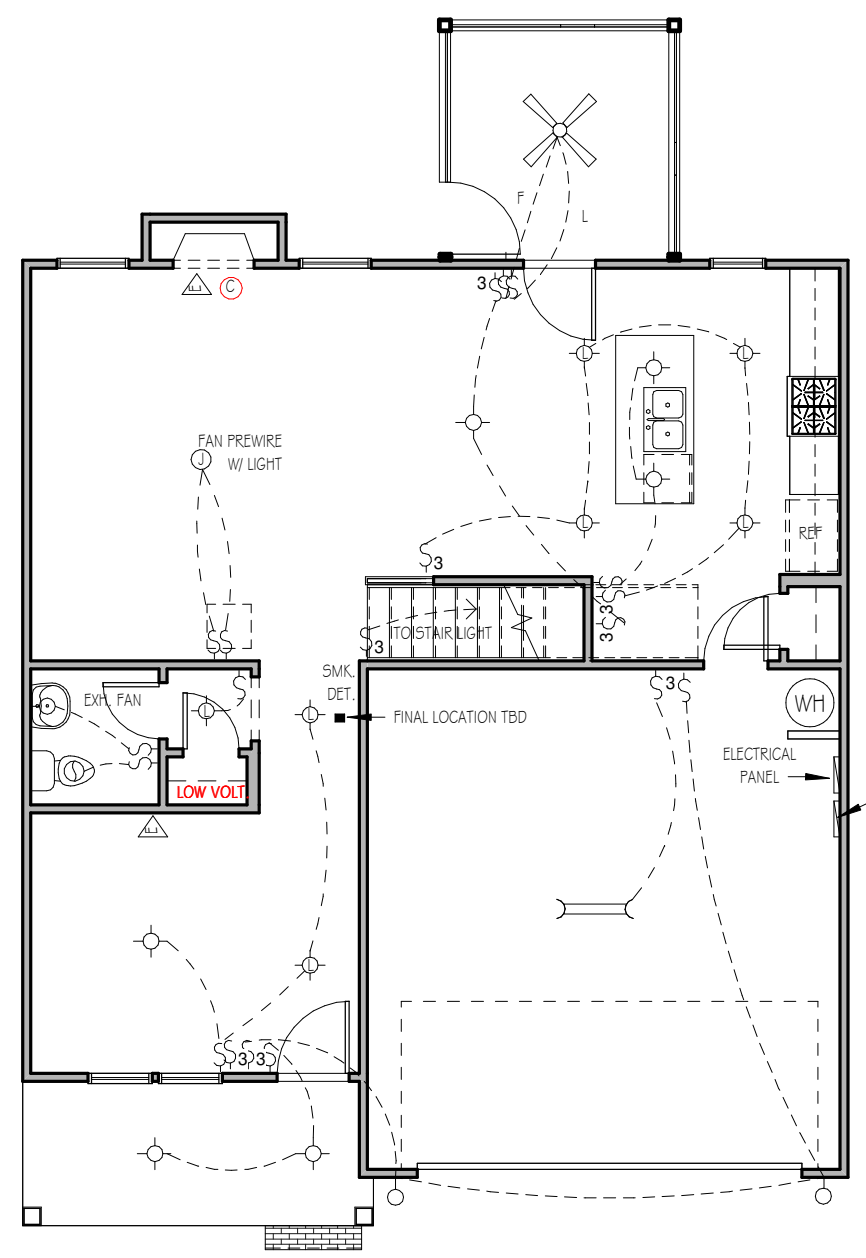 F
L
3
E
C
L
L
FAN PREWIRE
J
W/ LIGHT
L
L
REF
3
3
3
TO STAIR LIGHT
3
SMK.
DET.
3
EXH. FAN
L
L
FINAL LOCATION TBD
WH
ELECTRICAL
PANEL
LOW VOLT
E
L
3
3